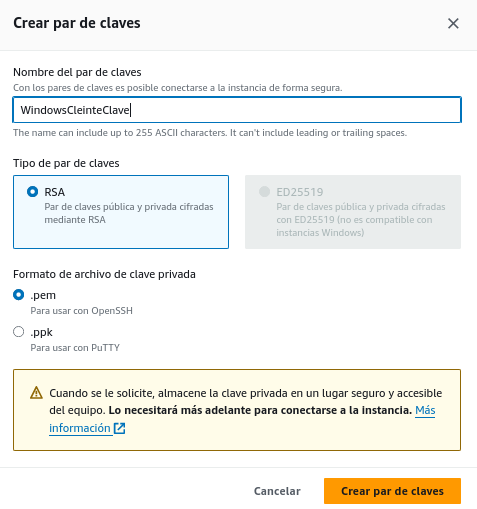 Crear par de claves
Nombre del par de claves
Con los pares de claves es posible conectarse a la instancia de forma segura.
WindowsCleinteClave
The name can include up to 255 ASCII characters. It can't include leading or trailing spaces.
Tipo de par de claves
RSA
Par de claves pública y privada cifradas
mediante RSA
ED25519
Par de claves pública y privada cifradas
con ED25519 (no es compatible con
instancias Windows)
Formato de archivo de clave privada
.pem
Para usar con OpenSSH
.ppk
Para usar con PuTTY
Cuando se le solicite, almacene la clave privada en un lugar seguro y accesible
del equipo. Lo necesitará más adelante para conectarse a la instancia. Más
información
Cancelar
Crear par de claves